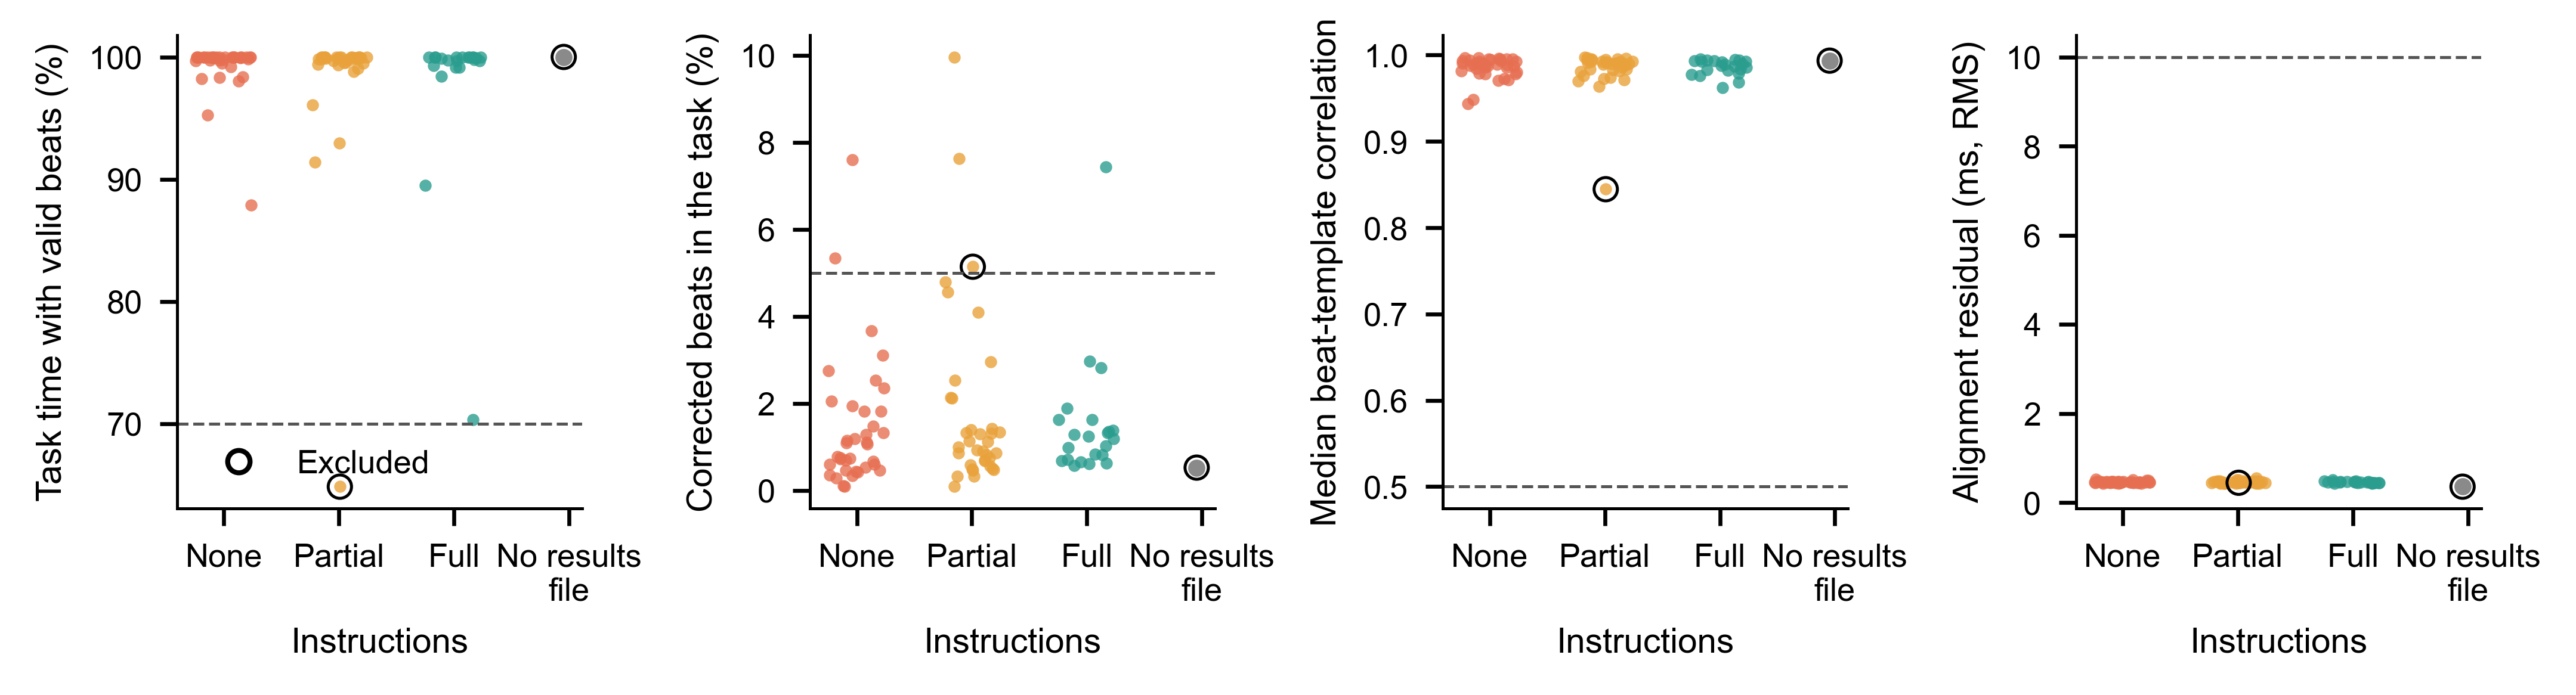 Task time with valid beats (%)
100
90
80
70
Excluded
None
Partial
Full
No results
file
Instructions
Corrected beats in the task (%)
10
8
6
4
2
0
None
Partial
Full
No results
file
Instructions
Median beat-template correlation
1.0
0.9
0.8
0.7
0.6
0.5
None
Partial
Full
No results
file
Instructions
Alignment residual (ms, RMS)
10
8
6
4
2
0
None
Partial
Full
No results
file
Instructions